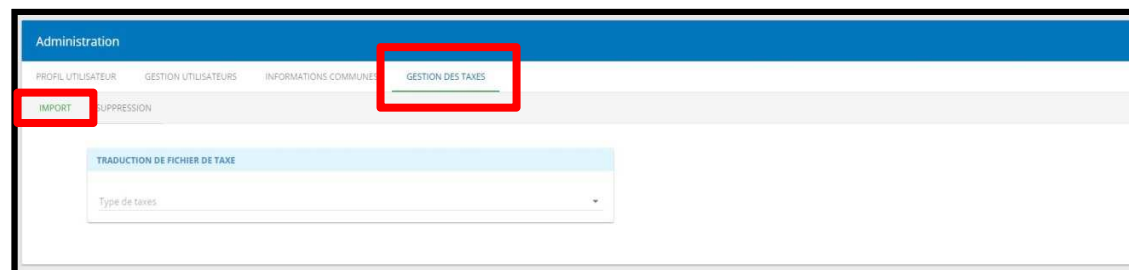 Administration
PROFIL UTILISATEUR GESTION UTILISATEURS INFORMATIONS COMMUNES GESTION DES TAXES
IMPORT SUPPRESSION
TRADUCTION DE FICHIER DE TAXE
Type de taxes